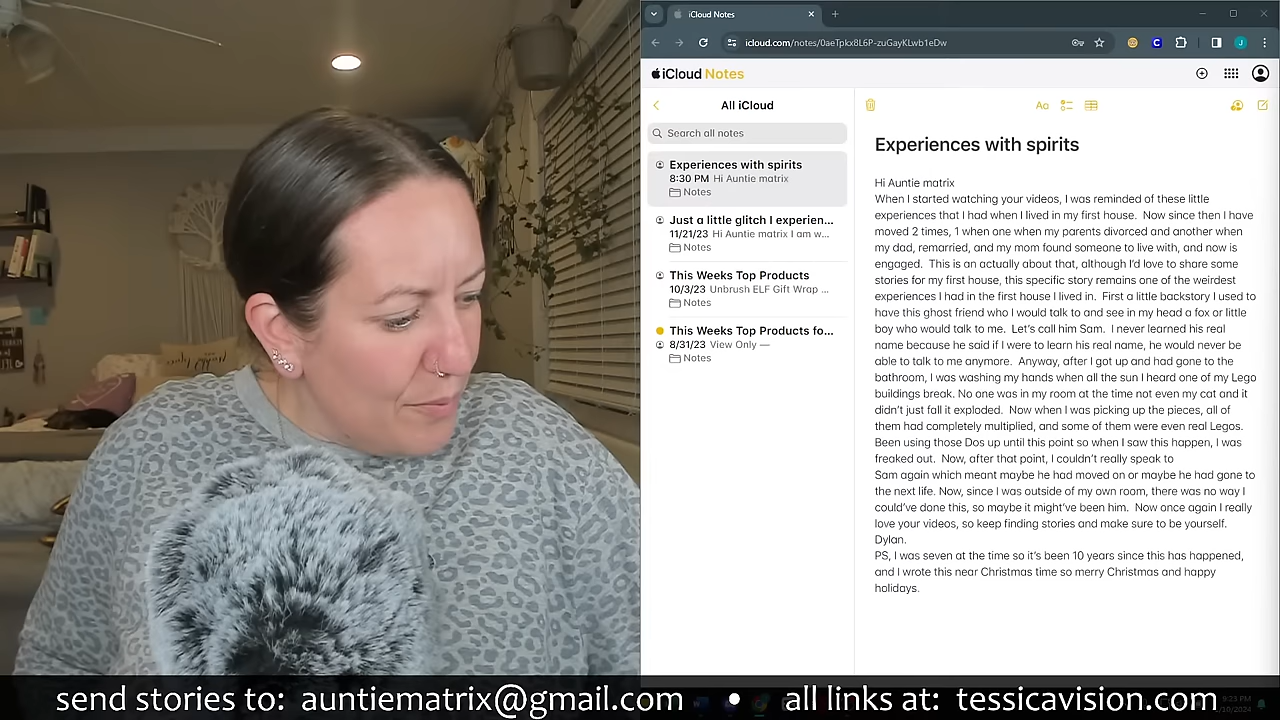 iCloud Notes
icloud.com/notes/0aeTpkx8L6P-zuGayKLwb1eDw
iCloud Notes
All iCloud
Search all notes
Experiences with spirits
8:30 PM Hi Auntie matrix
Notes
Just a little glitch I experien...
11/21/23 Hi Auntie matrix I am w...
Notes
This Weeks Top Products
10/3/23 Unbrush ELF Gift Wrap ...
Notes
This Weeks Top Products fo...
8/31/23 View Only —
Notes
Aa
Experiences with spirits
Hi Auntie matrix
When I started watching your videos, I was reminded of these little
experiences that I had when I lived in my first house. Now since then I have
moved 2 times, 1 when one when my parents divorced and another when
my dad, remarried, and my mom found someone to live with, and now is
engaged. This is an actually about that, although I'd love to share some
stories for my first house, this specific story remains one of the weirdest
experiences I had in the first house I lived in. First a little backstory I used to
have this ghost friend who I would talk to and see in my head a fox or little
boy who would talk to me. Let's call him Sam. I never learned his real
name because he said if I were to learn his real name, he would never be
able to talk to me anymore. Anyway, after I got up and had gone to the
bathroom, I was washing my hands when all the sun I heard one of my Lego
buildings break. No one was in my room at the time not even my cat and it
didn't just fall it exploded. Now when I was picking up the pieces, all of
them had completely multiplied, and some of them were even real Legos.
Been using those Dos up until this point so when I saw this happen, I was
freaked out. Now, after that point, I couldn't really speak to
Sam again which meant maybe he had moved on or maybe he had gone to
the next life. Now, since I was outside of my own room, there was no way I
could've done this, so maybe it might've been him. Now once again I really
love your videos, so keep finding stories and make sure to be yourself.
Dylan.
PS, I was seven at the time so it's been 10 years since this has happened,
and I wrote this near Christmas time so merry Christmas and happy
holidays.
send stories to: auntiematrix@gmail.com • all links at: tessicavision.com